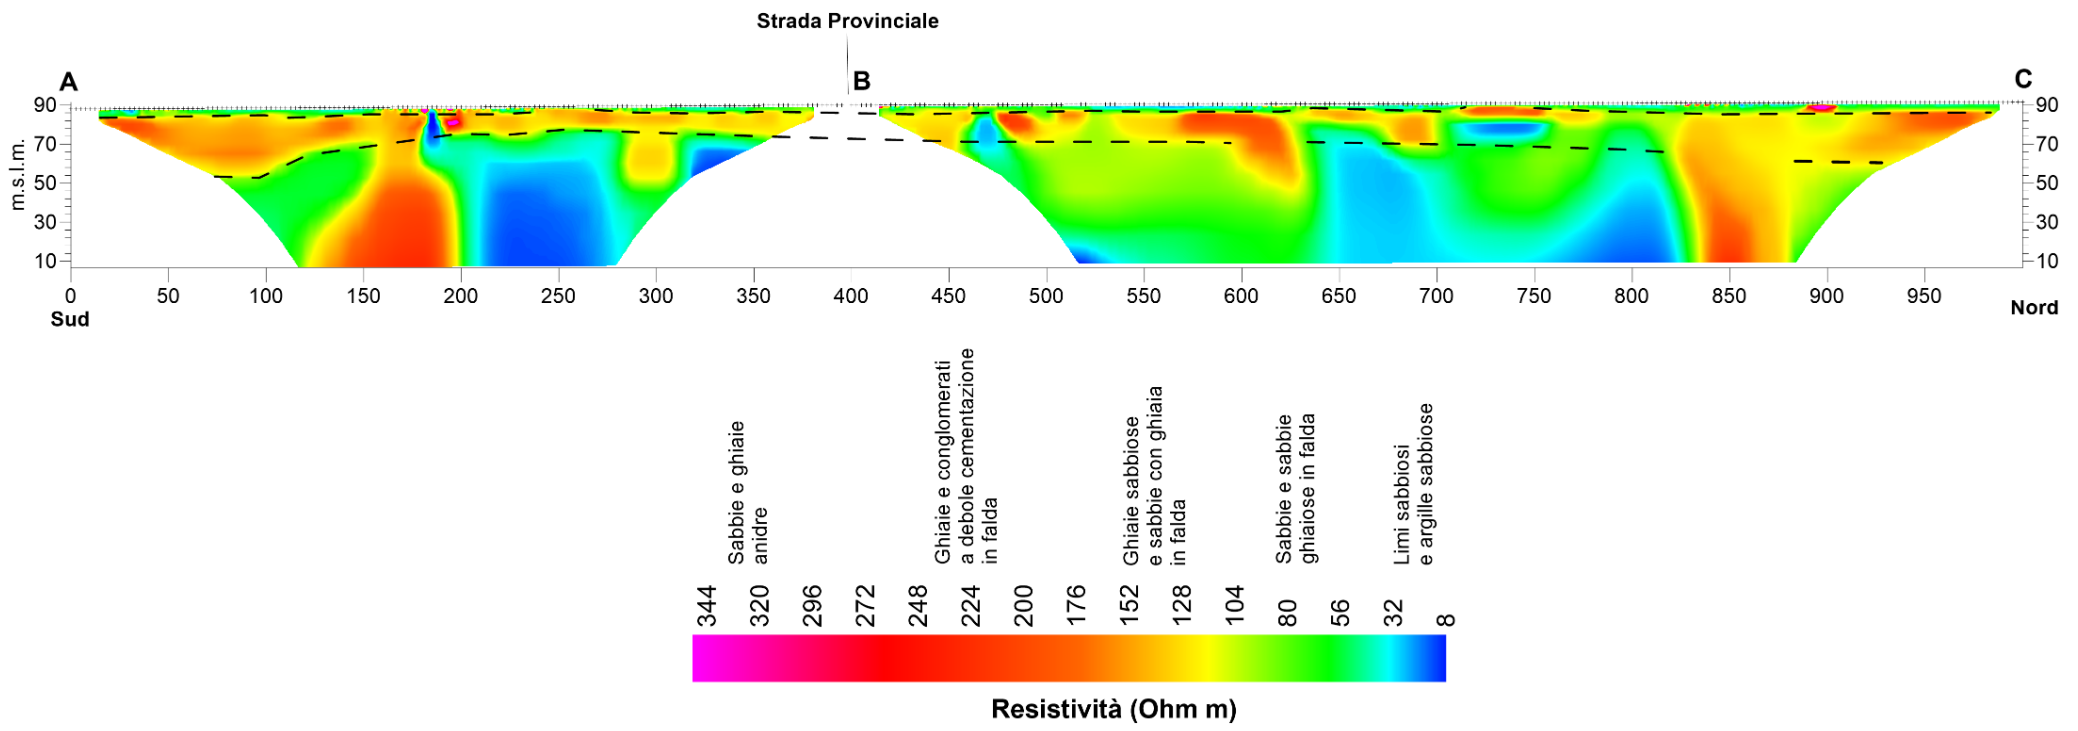 Strada Provinciale
A
B
C
90
70
50
30
10
m.s.l.m.
90
70
50
30
10
0 50 100 150 200 250 300 350 400 450 500 550 600 650 700 750 800 850 900 950
Sud
Nord
Sabbie e ghiaie
anidre
Ghiaie e conglomerati
a debole cementazione
in falda
Ghiaie sabbiose
e sabbie con ghiaia
in falda
Sabbie e sabbie
ghiaiose in falda
Limi sabbiosi
e argille sabbiose
344 320 296 272 248 224 200 176 152 128 104 80 56 32 8
Resistività (Ohm m)